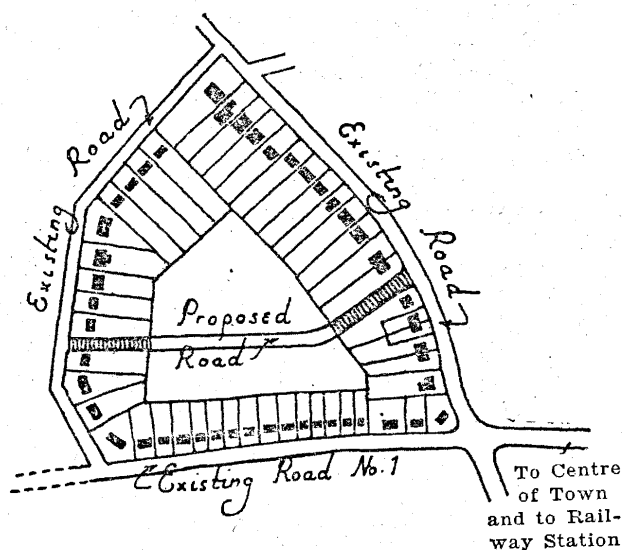 Existing Road
Existing Road
Proposed
Road
Existing Road No. 1
To Centre
of Town
and to Rail-
way Station